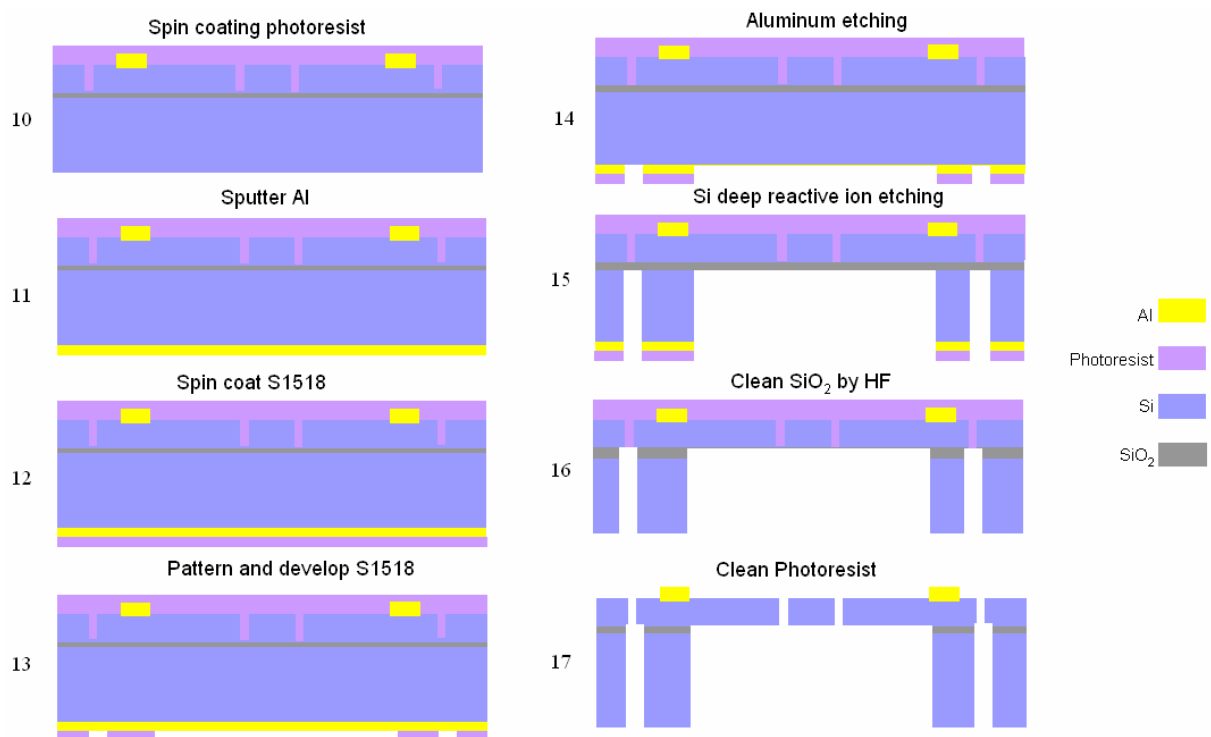 Spin coating photoresist
10
Sputter Al
11
Spin coat S1518
12
Pattern and develop S1518
13
Aluminum etching
14
Si deep reactive ion etching
15
Clean SiO₂ by HF
16
Clean Photoresist
17
Al
Photoresist
Si
SiO₂